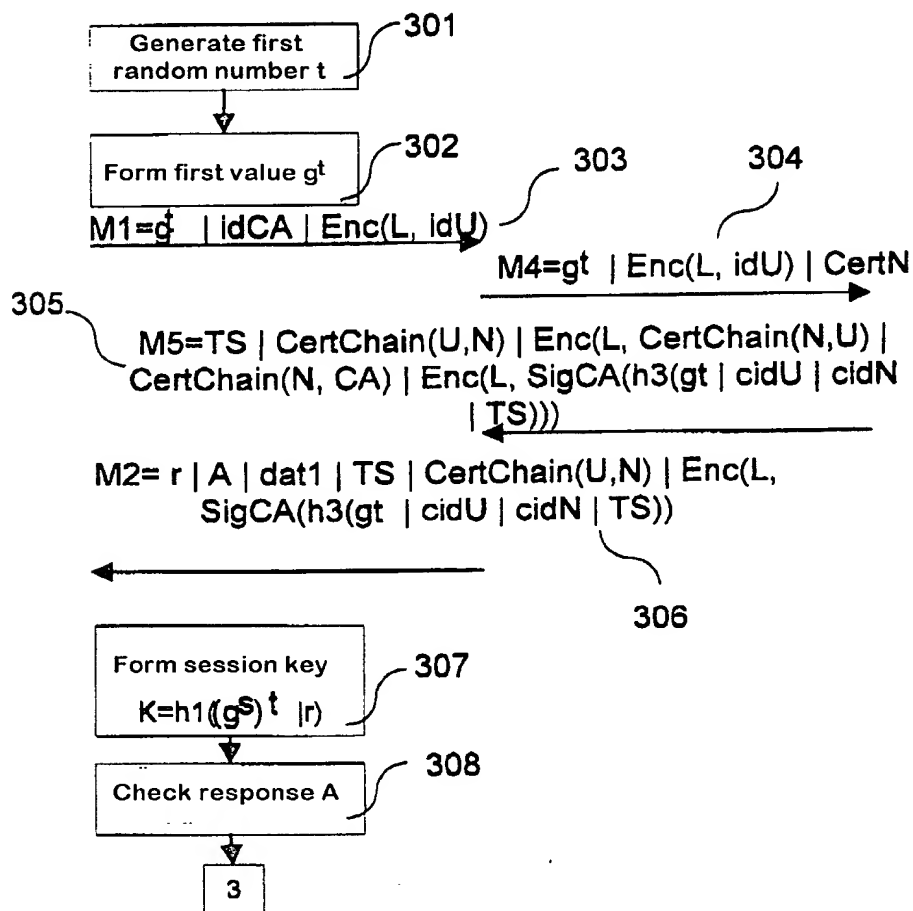 301
Generate first
random number t
302
Form first value g^t
303
M1=g^t | idCA | Enc(L, idU)
304
M4=g^t | Enc(L, idU) | CertN
305
M5=TS | CertChain(U,N) | Enc(L, CertChain(N,U) |
CertChain(N, CA) | Enc(L, SigCA(h3(gt | cidU | cidN
| TS)))
M2= r | A | dat1 | TS | CertChain(U,N) | Enc(L,
SigCA(h3(gt | cidU | cidN | TS))
306
Form session key
K=h1((g^s)^t |r)
307
Check response A
308
3